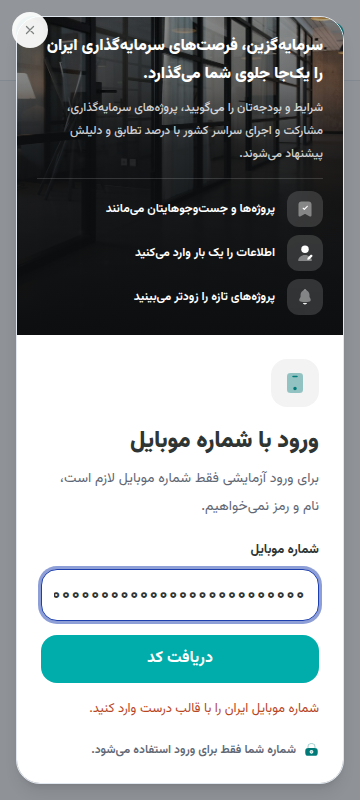 سرمایه‌گزین، فرصت‌های سرمایه‌گذاری ایران
را یک‌جا جلوی شما می‌گذارد.
شرایط و بودجه‌تان را می‌گویید، پروژه‌های سرمایه‌گذاری،
مشارکت و اجرای سراسر کشور با درصد تطابق و دلیلش
پیشنهاد می‌شوند.
پروژه‌ها و جست‌وجوهایتان می‌مانند
اطلاعات را یک بار وارد می‌کنید
پروژه‌های تازه را زودتر می‌بینید
ورود با شماره موبایل
برای ورود آزمایشی فقط شماره موبایل لازم است،
نام و رمز نمی‌خواهیم.
شماره موبایل
۰۰۰۰۰۰۰۰۰۰۰۰۰۰۰۰۰۰۰۰۰۰۰۰۰۰
دریافت کد
شماره موبایل ایران را با قالب درست وارد کنید.
شماره شما فقط برای ورود استفاده می‌شود.